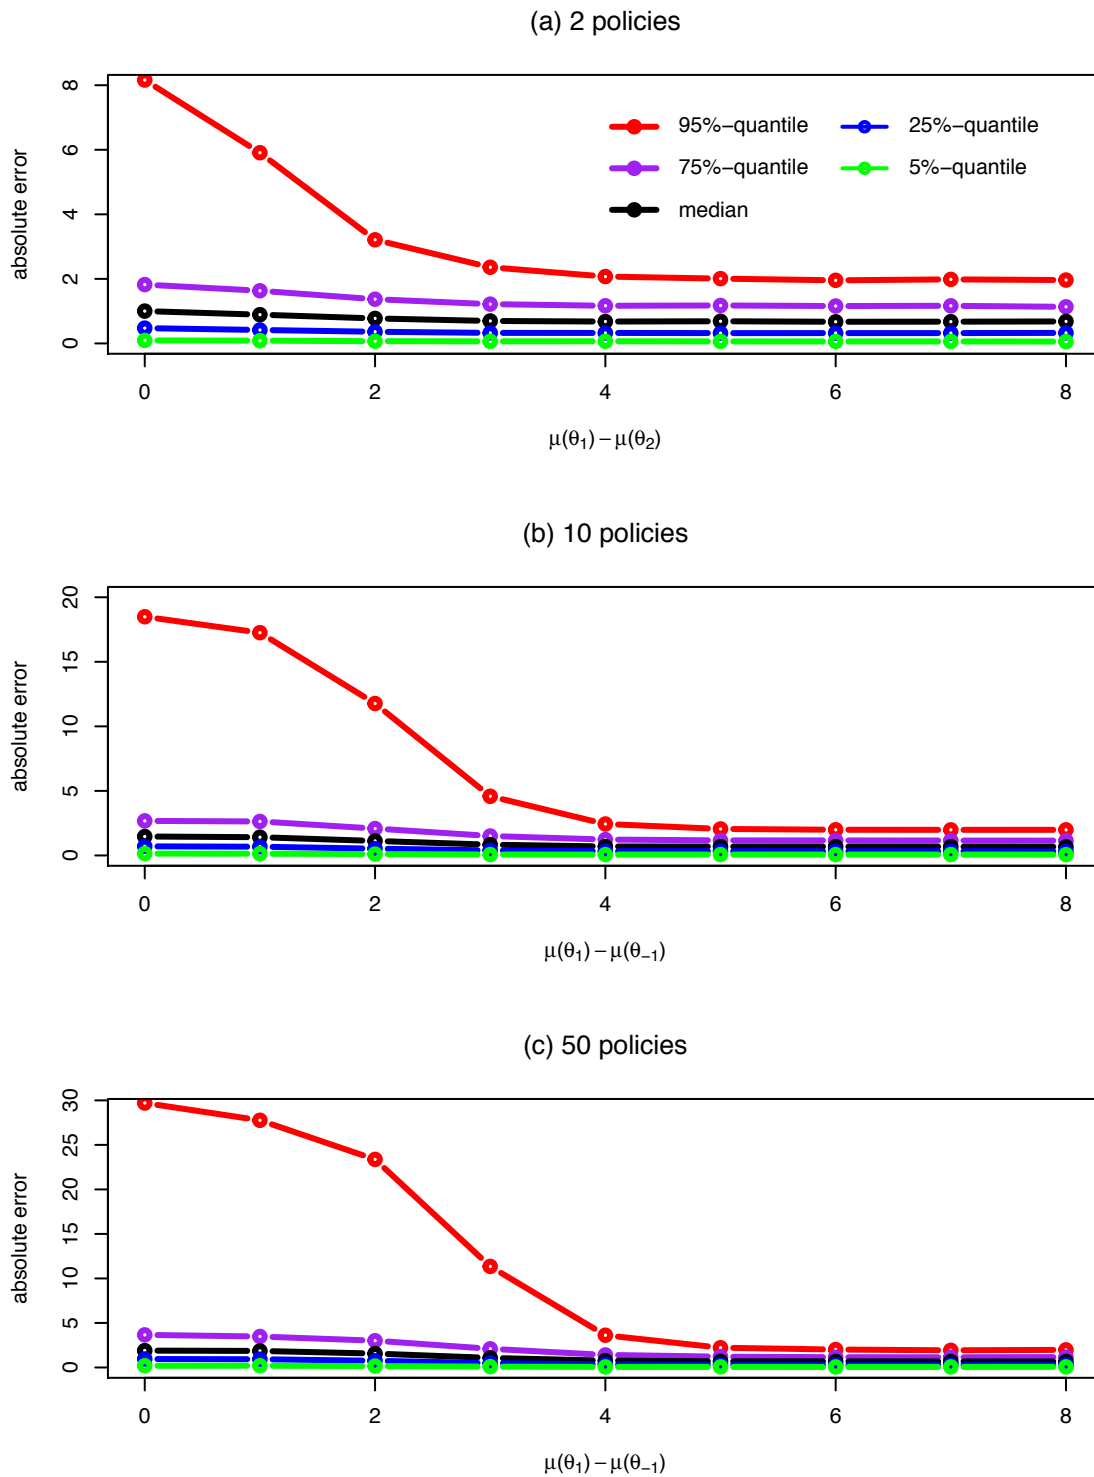 (a) 2 policies
absolute error
8
6
4
2
0
95%−quantile
75%−quantile
median
25%−quantile
5%−quantile
0 2 4 6 8
μ(θ₁) − μ(θ₂)
(b) 10 policies
absolute error
20
15
10
5
0
0 2 4 6 8
μ(θ₁) − μ(θ₋₁)
(c) 50 policies
absolute error
30
25
20
15
10
5
0
0 2 4 6 8
μ(θ₁) − μ(θ₋₁)